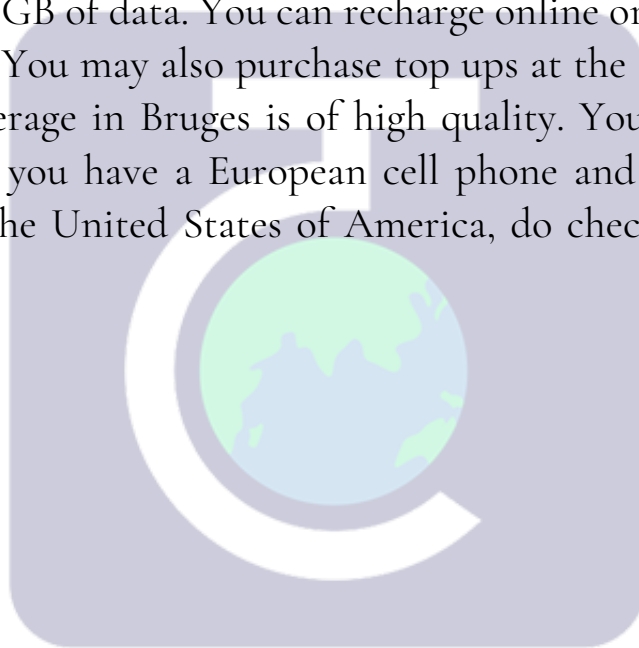 GB of data. You can recharge online or
You may also purchase top ups at the
erage in Bruges is of high quality. You
you have a European cell phone and
he United States of America, do chec